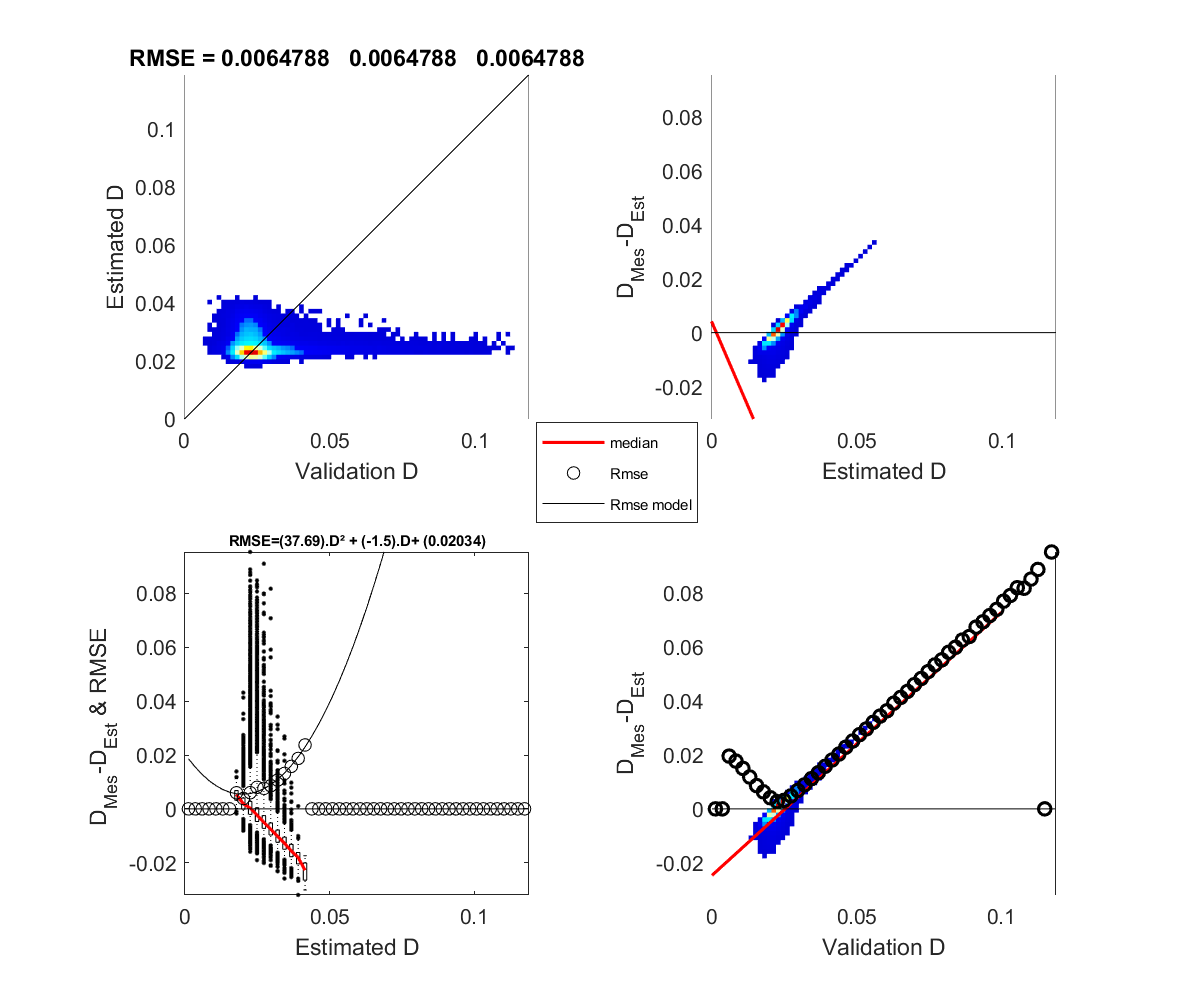 RMSE = 0.0064788 0.0064788 0.0064788
Estimated D
0.1
0.08
0.06
0.04
0.02
0
0 0.05 0.1
Validation D
D_Mes-D_Est
0.08
0.06
0.04
0.02
0
-0.02
0 0.05 0.1
Estimated D
median
Rmse
Rmse model
RMSE=(37.69).D² + (-1.5).D+ (0.02034)
D_Mes-D_Est & RMSE
0.08
0.06
0.04
0.02
0
-0.02
0 0.05 0.1
Estimated D
D_Mes-D_Est
0.08
0.06
0.04
0.02
0
-0.02
0 0.05 0.1
Validation D